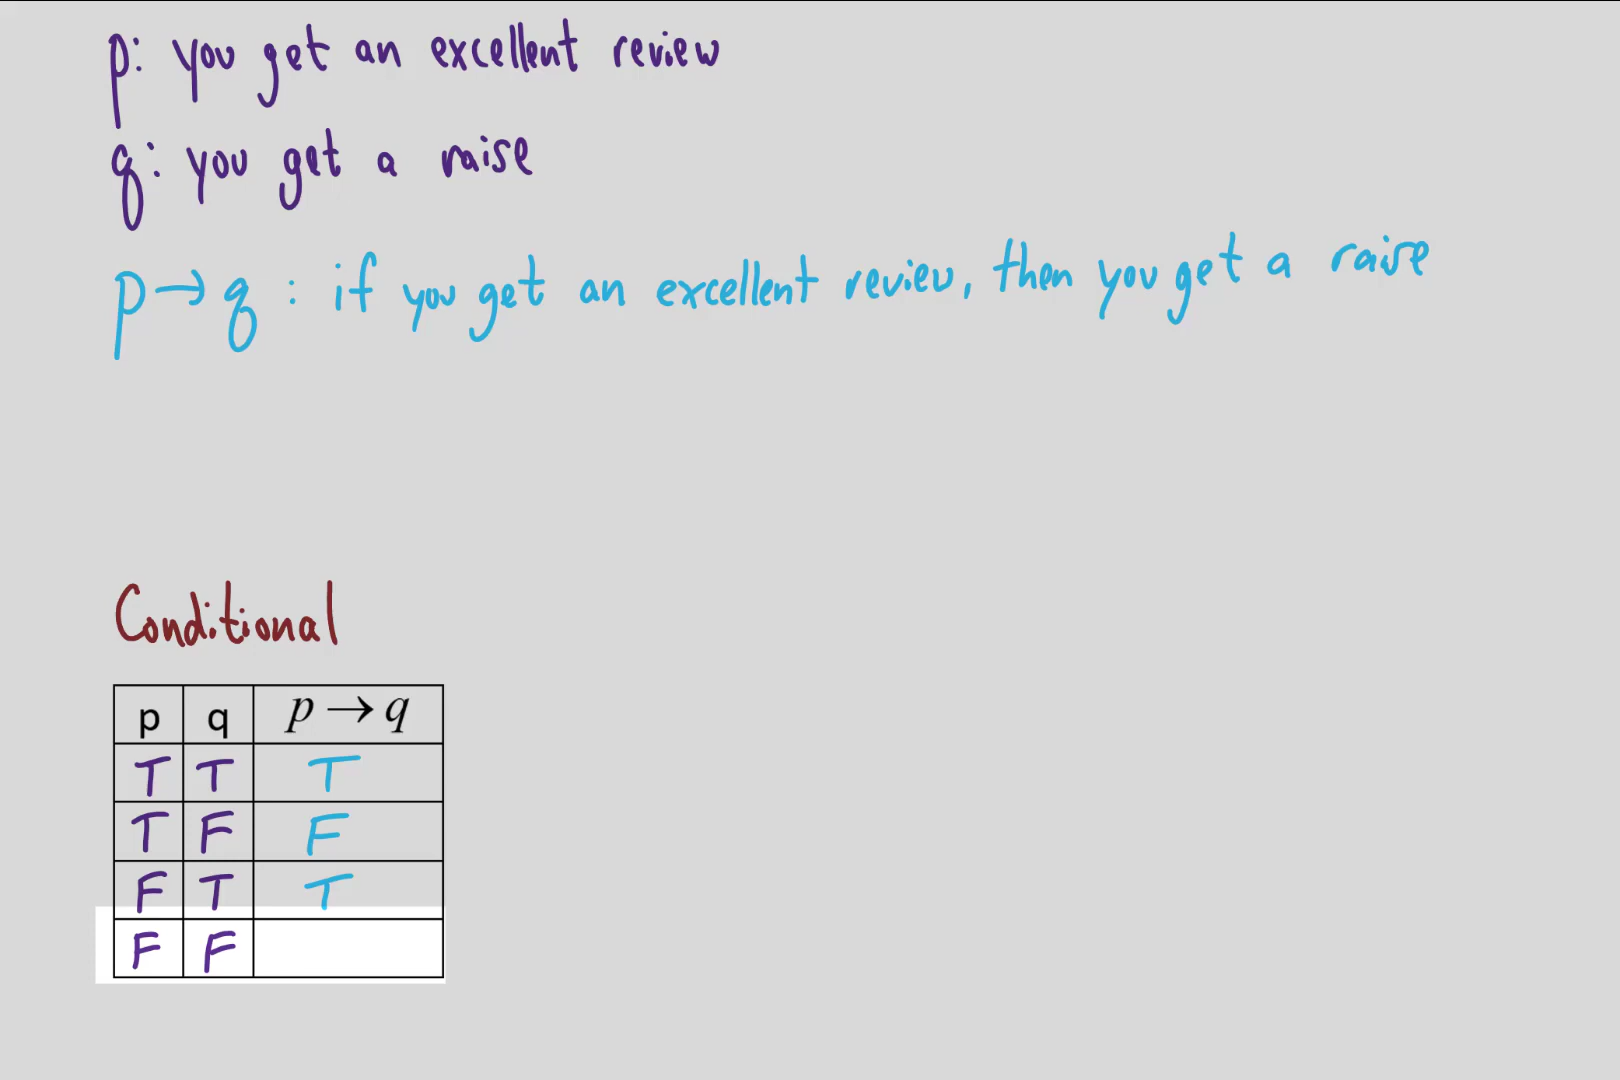 p: you get an excellent review
q: you get a raise
p → q : if you get an excellent review, then you get a raise
Conditional
p q p → q
T T T
T F F
F T T
F F